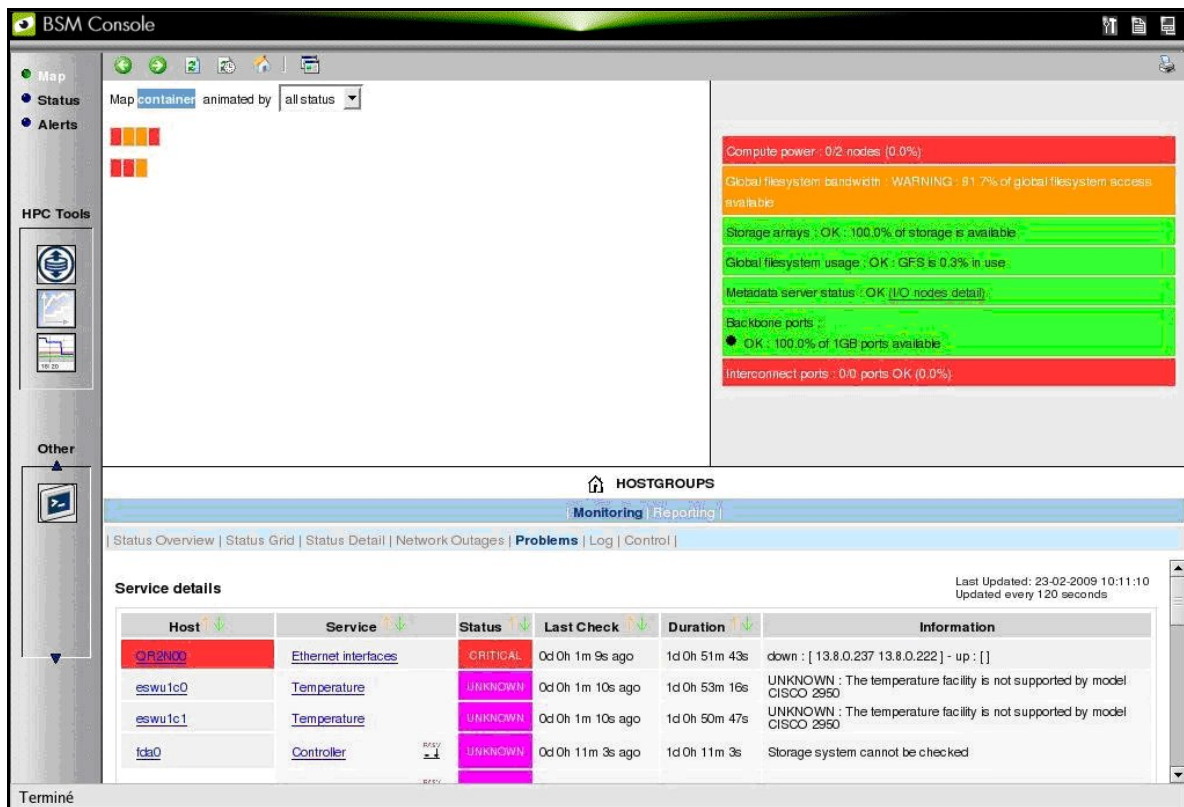 BSM Console
Map
Status
Alerts
HPC Tools
18 20
Other
Map container animated by all status
Compute power : 0/2 nodes (0.0%)
Global filesystem bandwidth : WARNING : 91.7% of global filesystem access
available
Storage arrays : OK : 100.0% of storage is available
Global filesystem usage : OK : GFS is 0.3% in use
Metadata server status : OK (I/O nodes detail)
Backbone ports :
OK : 100.0% of 1GB ports available
Interconnect ports : 0/0 ports OK (0.0%)
HOSTGROUPS
| Monitoring | Reporting |
| Status Overview | Status Grid | Status Detail | Network Outages | Problems | Log | Control |
Service details
Last Updated: 23-02-2009 10:11:10
Updated every 120 seconds
Host Service Status Last Check Duration Information
QR2N00 Ethernet interfaces CRITICAL 0d 0h 1m 9s ago 1d 0h 51m 43s down : [ 13.8.0.237 13.8.0.222 ] - up : [ ]
eswu1c0 Temperature UNKNOWN 0d 0h 1m 10s ago 1d 0h 53m 16s UNKNOWN : The temperature facility is not supported by model
CISCO 2950
eswu1c1 Temperature UNKNOWN 0d 0h 1m 10s ago 1d 0h 50m 47s UNKNOWN : The temperature facility is not supported by model
CISCO 2950
fda0 Controller UNKNOWN 0d 0h 11m 3s ago 1d 0h 11m 3s Storage system cannot be checked
Terminé